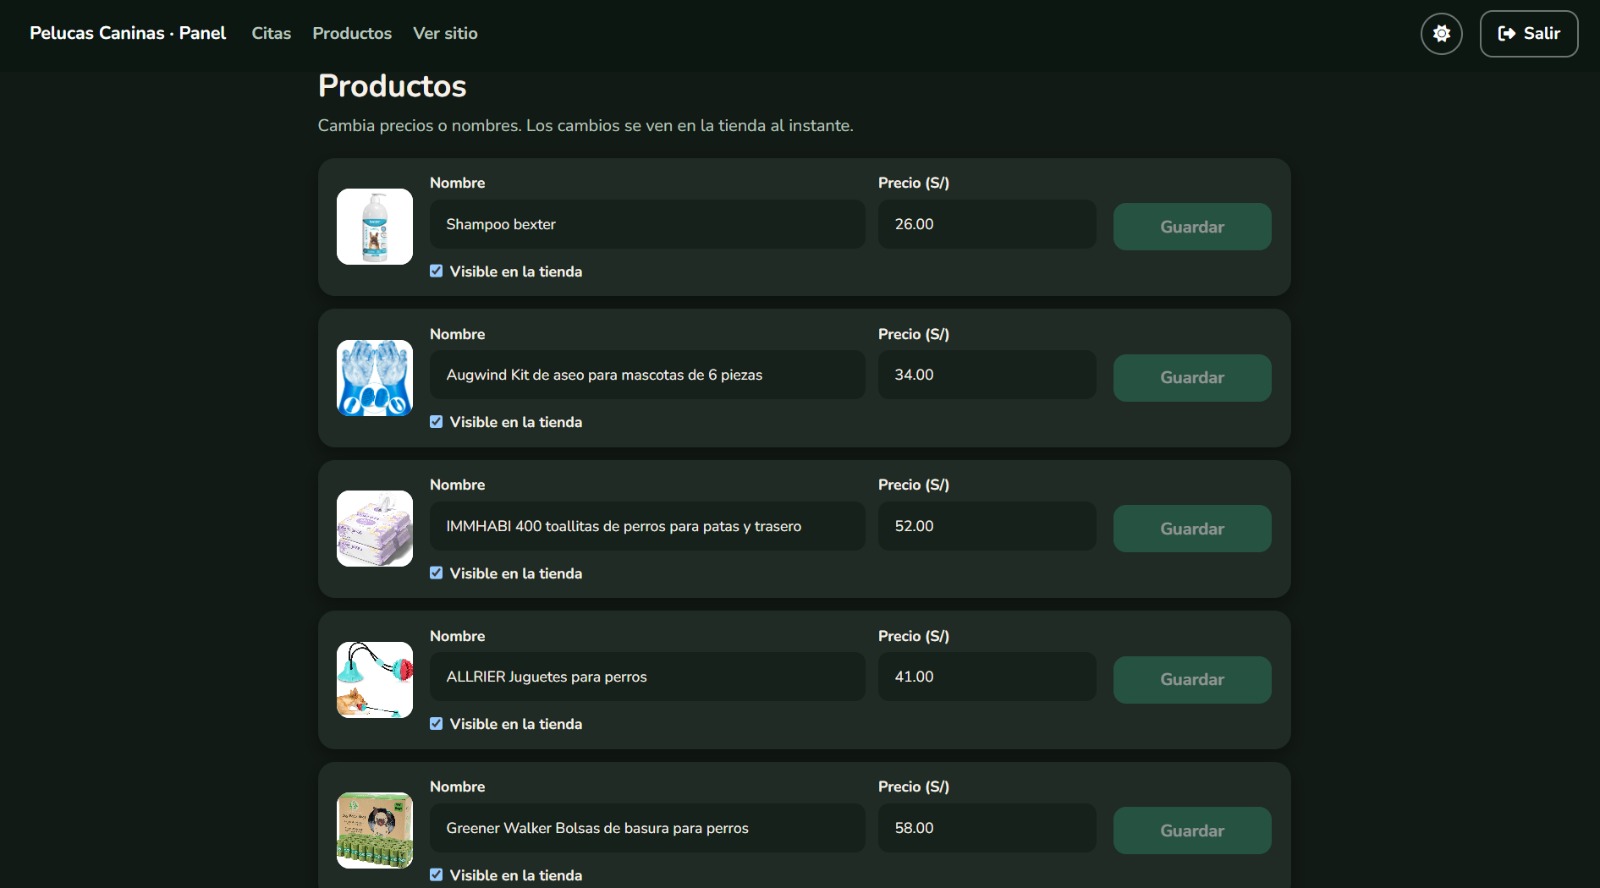 Pelucas Caninas · Panel Citas Productos Ver sitio Salir
Productos
Cambia precios o nombres. Los cambios se ven en la tienda al instante.
Nombre Precio (S/)
Shampoo bexter 26.00 Guardar
Visible en la tienda
Nombre Precio (S/)
Augwind Kit de aseo para mascotas de 6 piezas 34.00 Guardar
Visible en la tienda
Nombre Precio (S/)
IMMHABI 400 toallitas de perros para patas y trasero 52.00 Guardar
Visible en la tienda
Nombre Precio (S/)
ALLRIER Juguetes para perros 41.00 Guardar
Visible en la tienda
Nombre Precio (S/)
Greener Walker Bolsas de basura para perros 58.00 Guardar
Visible en la tienda